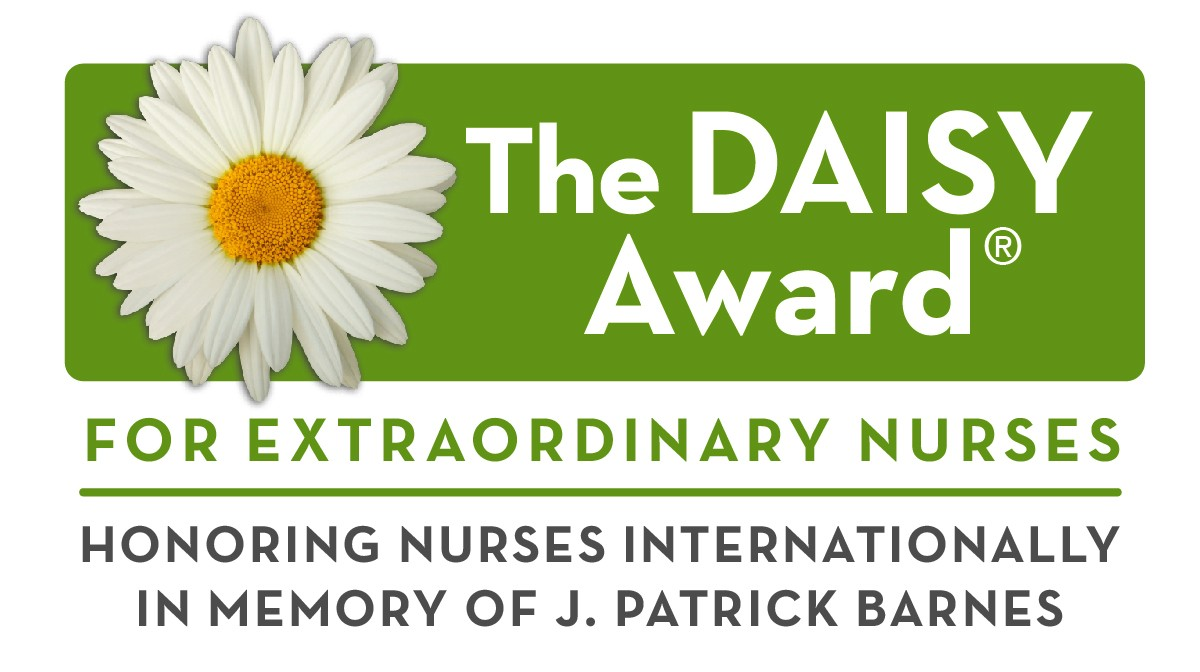 The DAISY
Award®
FOR EXTRAORDINARY NURSES
HONORING NURSES INTERNATIONALLY
IN MEMORY OF J. PATRICK BARNES